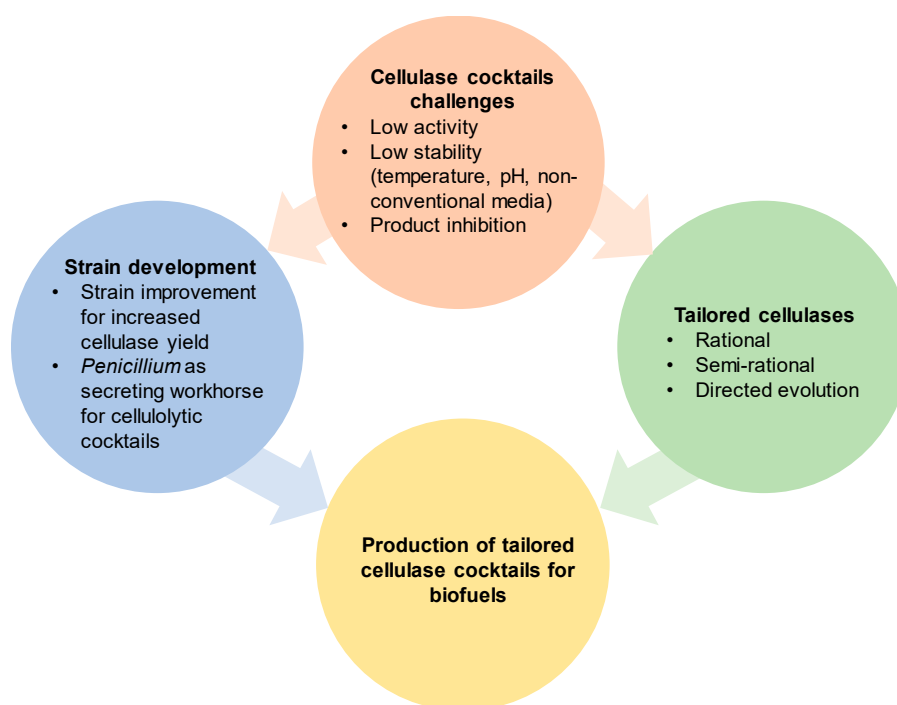 Cellulase cocktails
challenges
• Low activity
• Low stability
(temperature, pH, non-
conventional media)
• Product inhibition
Strain development
• Strain improvement
for increased
cellulase yield
• Penicillium as
secreting workhorse
for cellulolytic
cocktails
Tailored cellulases
• Rational
• Semi-rational
• Directed evolution
Production of tailored
cellulase cocktails for
biofuels